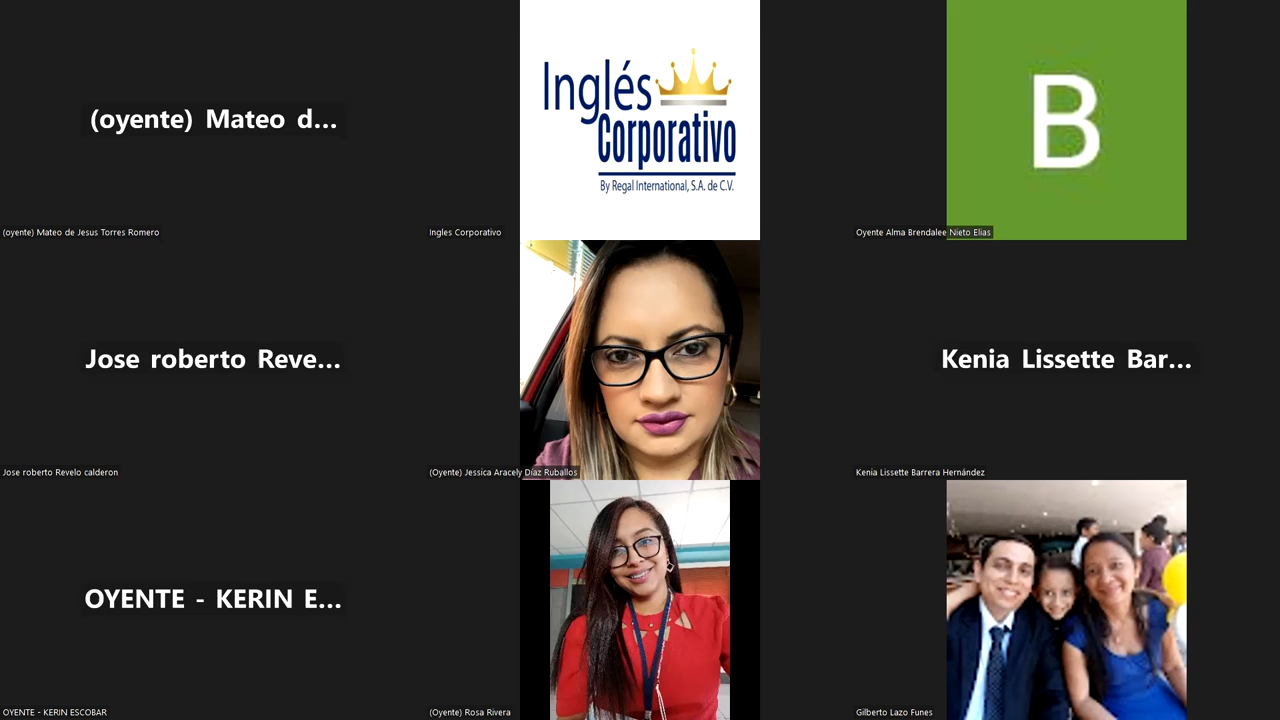 (oyente) Mateo d...
(oyente) Mateo de Jesus Torres Romero
Inglés
Corporativo
By Regal International, S.A. de C.V.
Ingles Corporativo
B
Oyente Alma Brendalee Nieto Elias
Jose roberto Reve...
Jose roberto Revelo calderon
(Oyente) Jessica Aracely Díaz Ruballos
Kenia Lissette Bar...
Kenia Lissette Barrera Hernández
OYENTE - KERIN E...
OYENTE - KERIN ESCOBAR
(Oyente) Rosa Rivera
Gilberto Lazo Funes